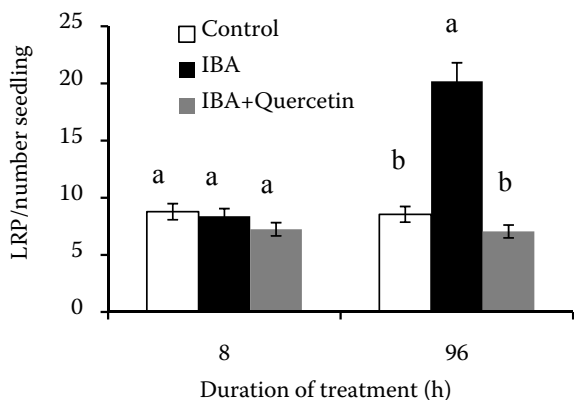 Control
IBA
IBA+Quercetin
LRP/number seedling
25
20
15
10
5
0
a
a
a
b
a
b
8
96
Duration of treatment (h)